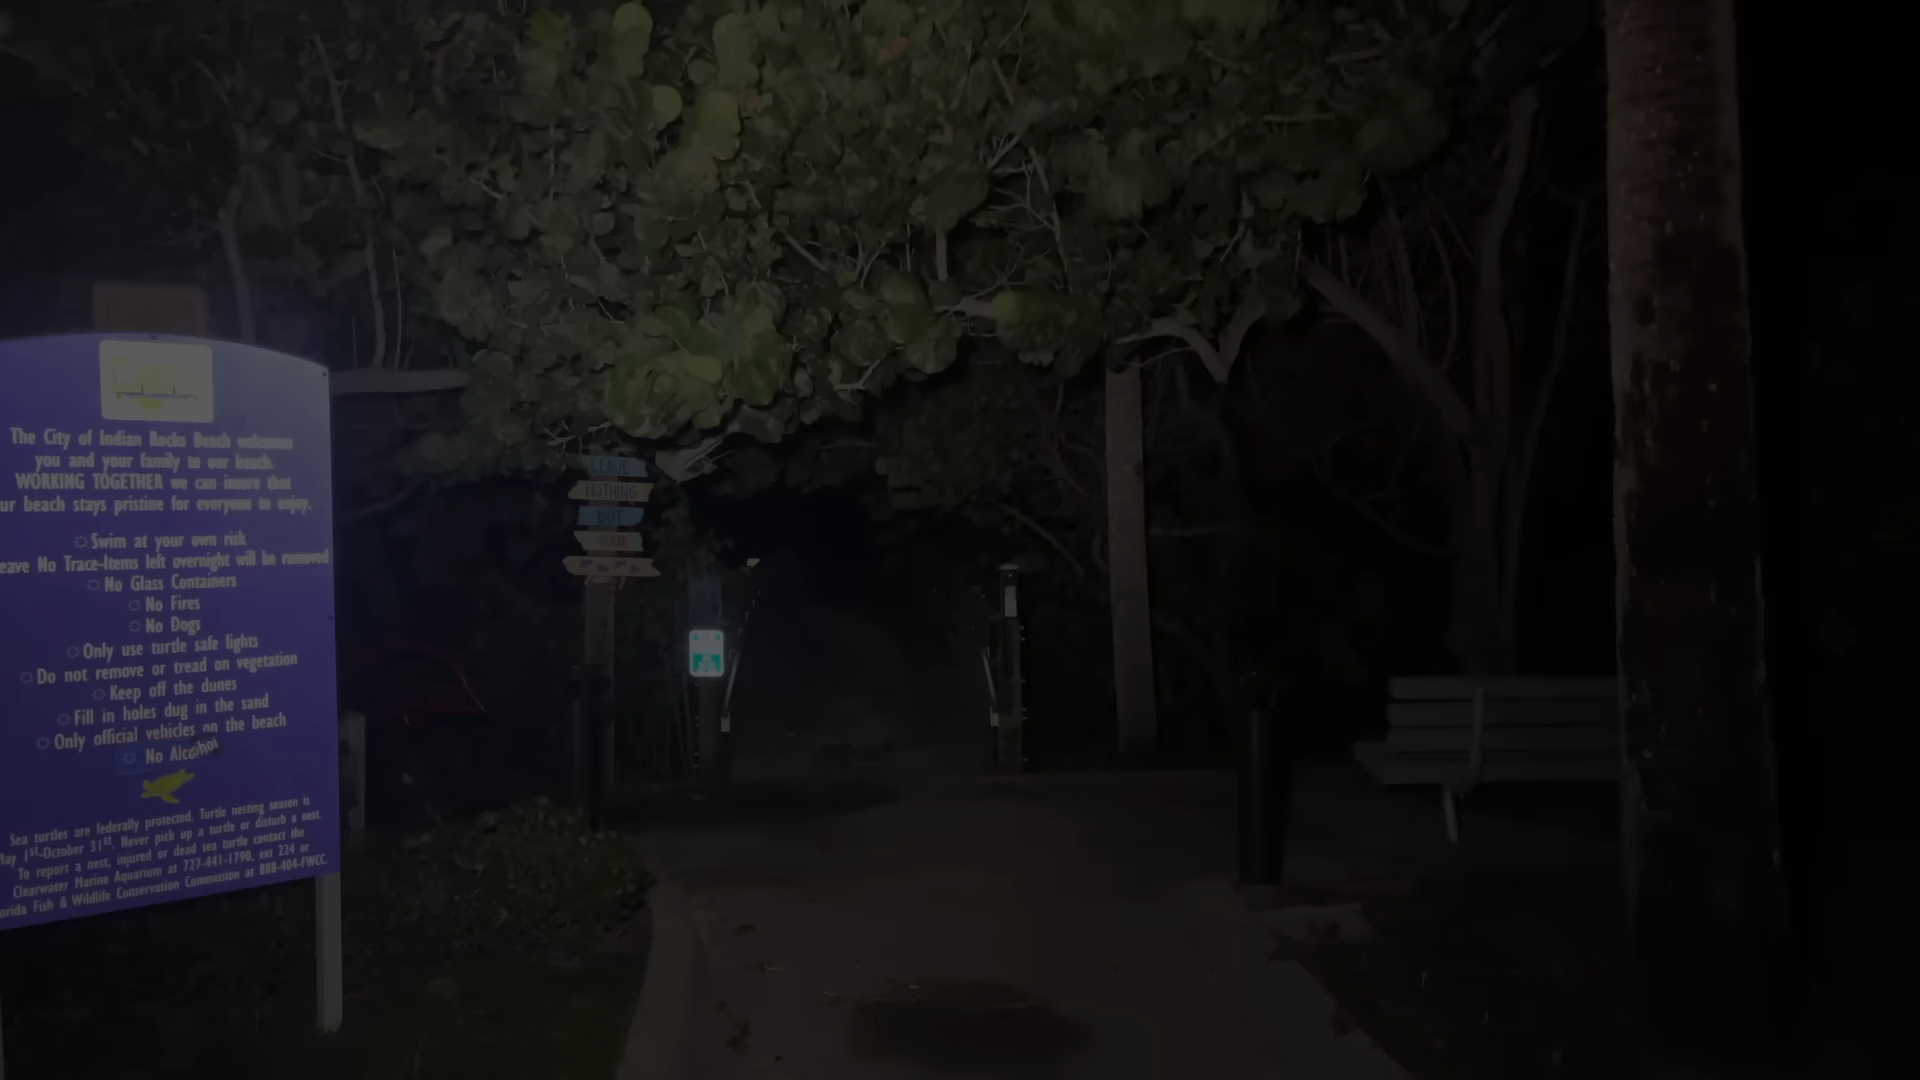 The City of Indian Rocks Beach welcomes
you and your family to our beach.
WORKING TOGETHER we can insure that
ur beach stays pristine for everyone to enjoy.
Swim at your own risk
eave No Trace-Items left overnight will be removed
No Glass Containers
No Fires
No Dogs
Only use turtle safe lights
Do not remove or tread on vegetation
Keep off the dunes
Fill in holes dug in the sand
Only official vehicles on the beach
No Alcohol
Sea turtles are federally protected. Turtle nesting season is
May 1st-October 31st. Never pick up a turtle or disturb a nest.
To report a nest, injured or dead sea turtle contact the
Clearwater Marine Aquarium at 727-441-1790, ext 224 or
orida Fish & Wildlife Conservation Commission at 888-404-FWCC.
LEAVE
NOTHING
BUT
YOUR